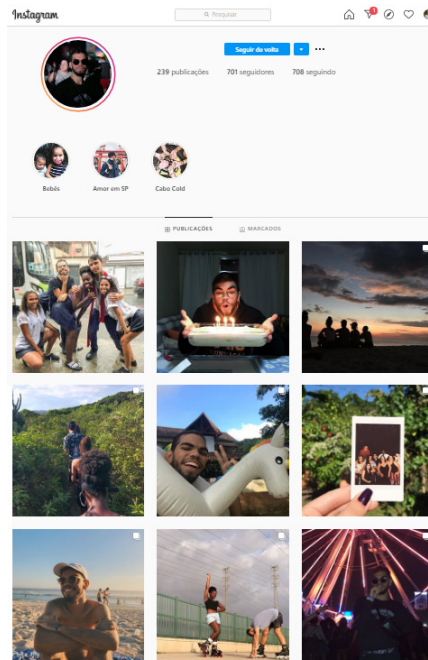 Instagram
Pesquisar
Seguir de volta
239 publicações 701 seguidores 708 seguindo
Bebês Amor em SP Cabo Cold
PUBLICAÇÕES MARCADOS